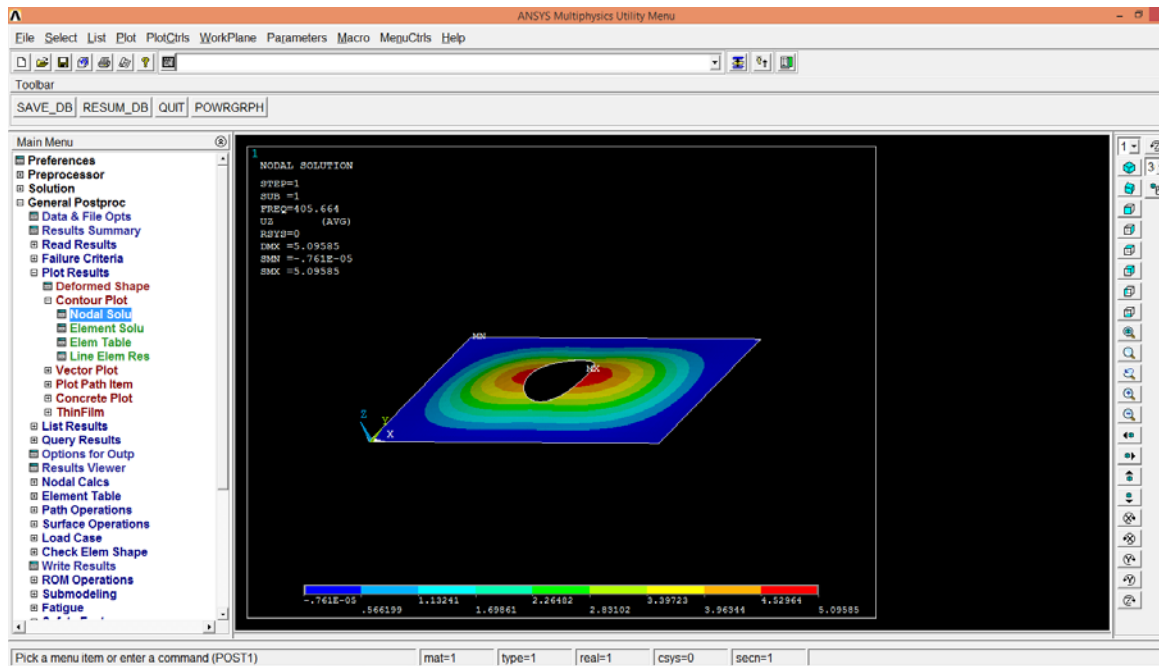 ANSYS Multiphysics Utility Menu
File Select List Plot PlotCtrls WorkPlane Parameters Macro MenuCtrls Help
Toolbar
SAVE_DB RESUM_DB QUIT POWRGRPH
Main Menu
Preferences
Preprocessor
Solution
General Postproc
Data & File Opts
Results Summary
Read Results
Failure Criteria
Plot Results
Deformed Shape
Contour Plot
Nodal Solu
Element Solu
Elem Table
Line Elem Res
Vector Plot
Plot Path Item
Concrete Plot
ThinFilm
List Results
Query Results
Options for Outp
Results Viewer
Nodal Calcs
Element Table
Path Operations
Surface Operations
Load Case
Check Elem Shape
Write Results
ROM Operations
Submodeling
Fatigue
1
NODAL SOLUTION
STEP=1
SUB =1
FREQ=405.664
UZ (AVG)
RSYS=0
DMX =5.09585
SMN =-.761E-05
SMX =5.09585
MN
MX
Z
Y
X
-.761E-05 1.13241 2.26482 3.39723 4.52964
.566199 1.69861 2.83102 3.96344 5.09585
1
3
Pick a menu item or enter a command (POST1) mat=1 type=1 real=1 csys=0 secn=1